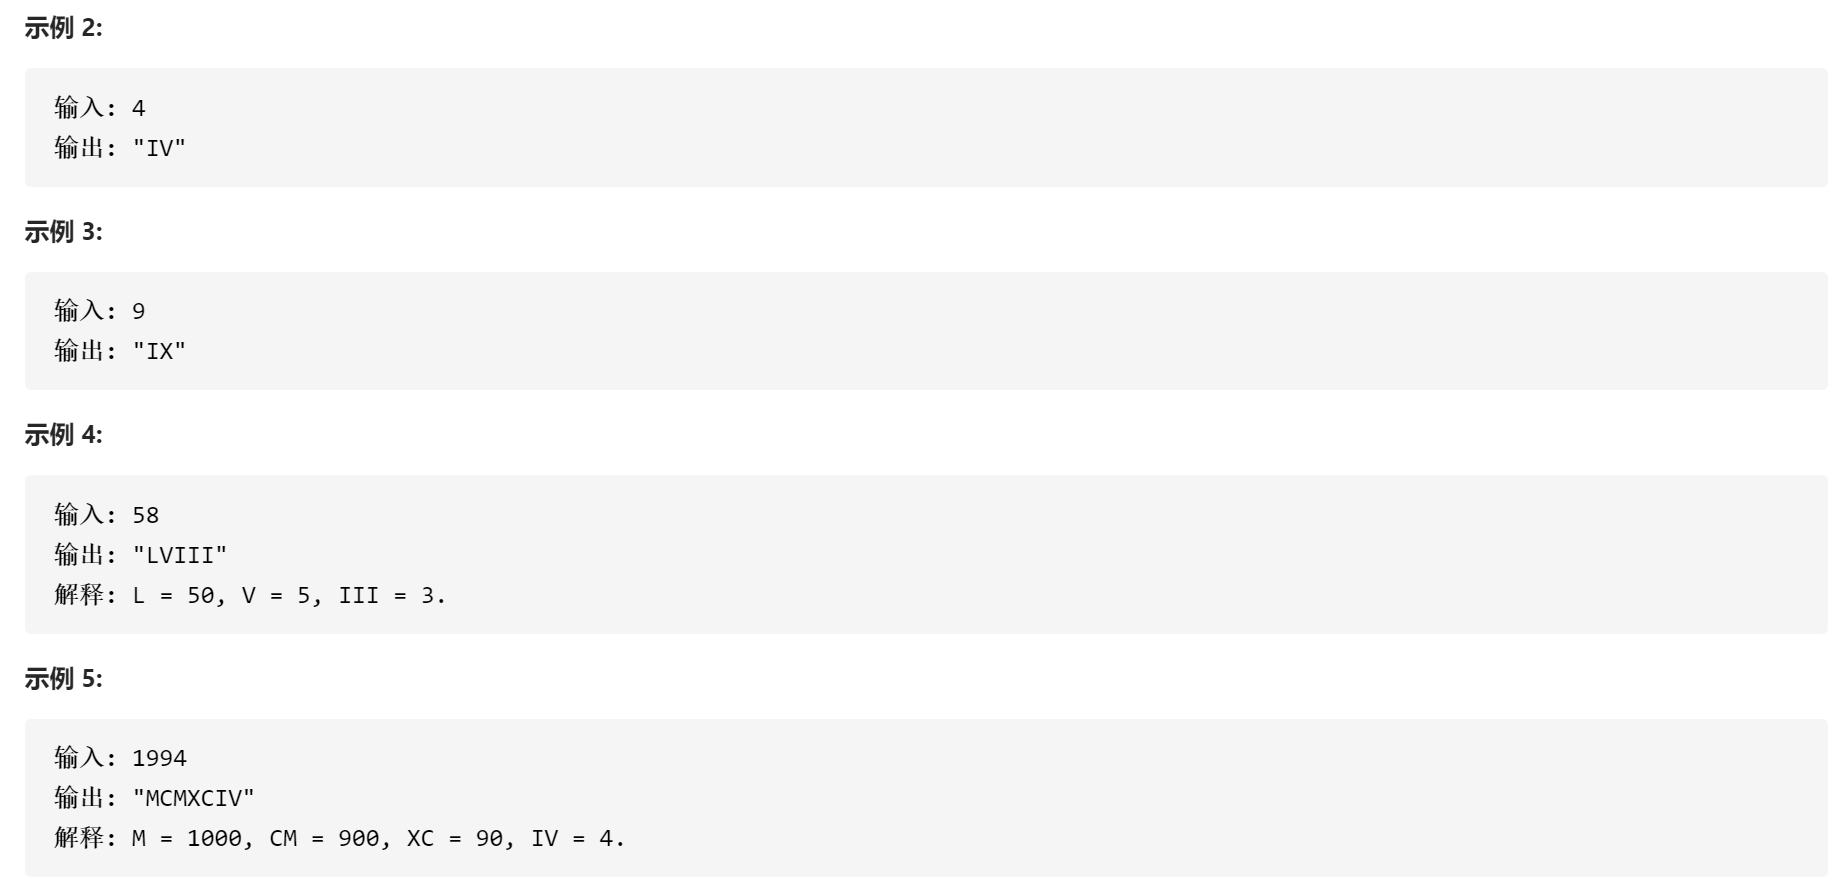 示例 2:
输入: 4
输出: "IV"
示例 3:
输入: 9
输出: "IX"
示例 4:
输入: 58
输出: "LVIII"
解释: L = 50, V = 5, III = 3.
示例 5:
输入: 1994
输出: "MCMXCIV"
解释: M = 1000, CM = 900, XC = 90, IV = 4.